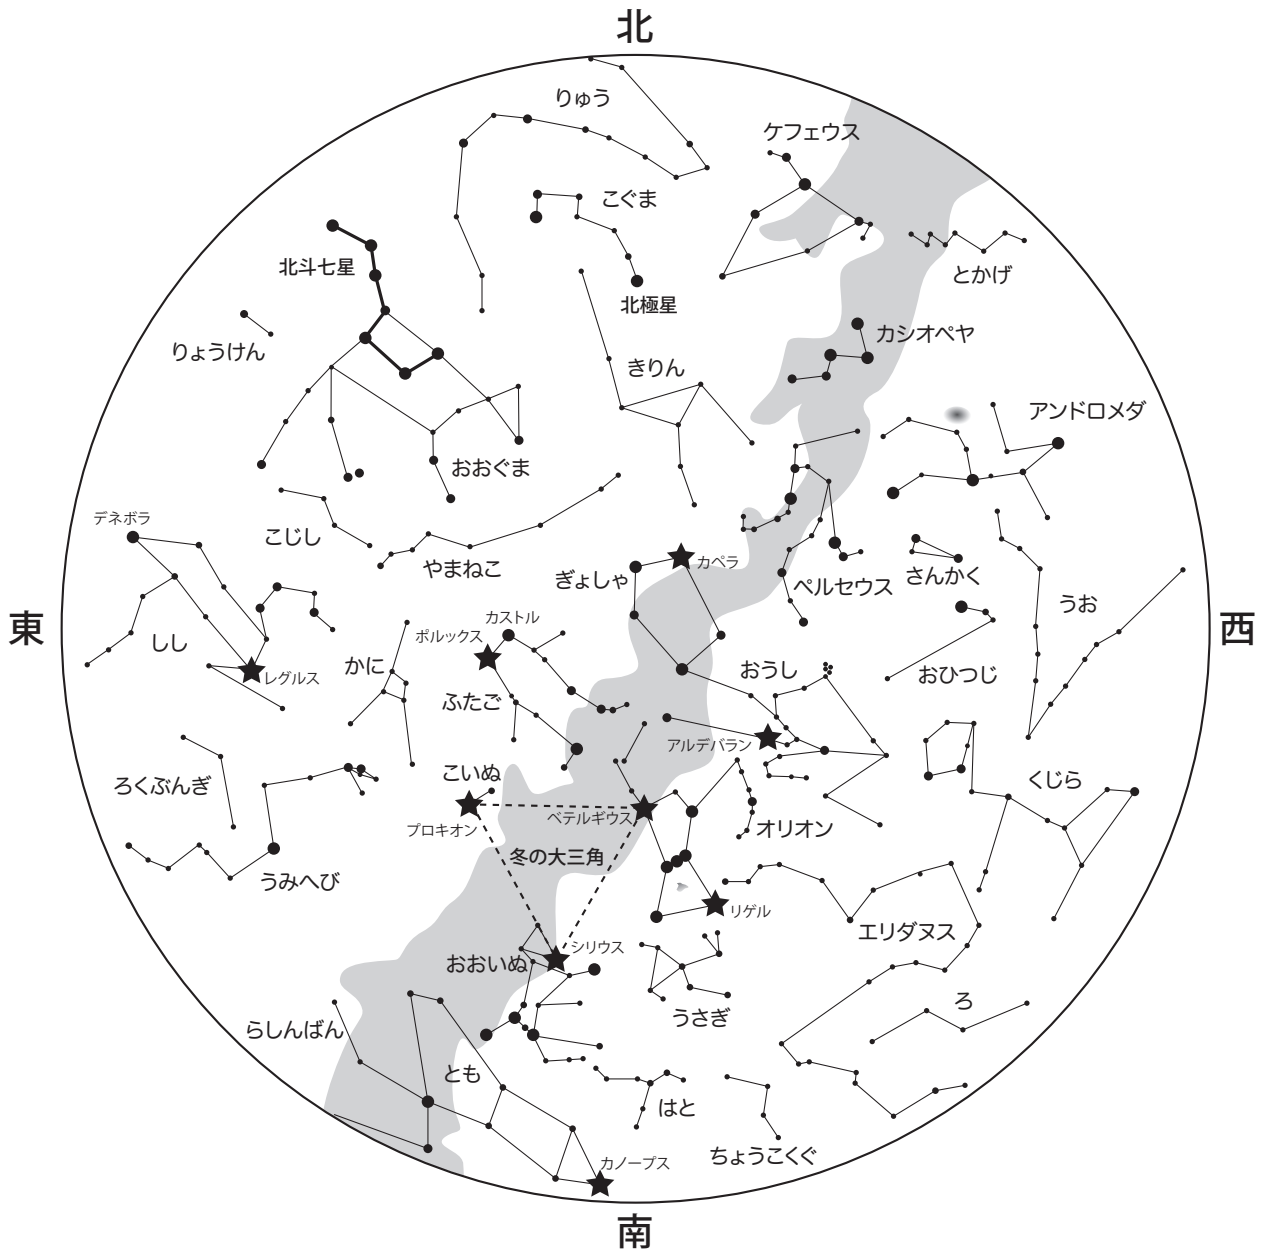 北
りゅう
ケフェウス
こぐま
北斗七星
とかげ
北極星
りょうけん
カシオペヤ
きりん
アンドロメダ
おおぐま
デネボラ
こじし
やまねこ
カペラ
ぎょしゃ
ペルセウス
さんかく
うお
東
西
しし
カストル
ポルックス
かに
レグルス
ふたご
おうし
おひつじ
アルデバラン
ろくぶんぎ
こいぬ
くじら
プロキオン
ベテルギウス
オリオン
冬の大三角
うみへび
リゲル
エリダヌス
シリウス
おおいぬ
うさぎ
ろ
らしんばん
とも
はと
ちょうこくぐ
カノープス
南